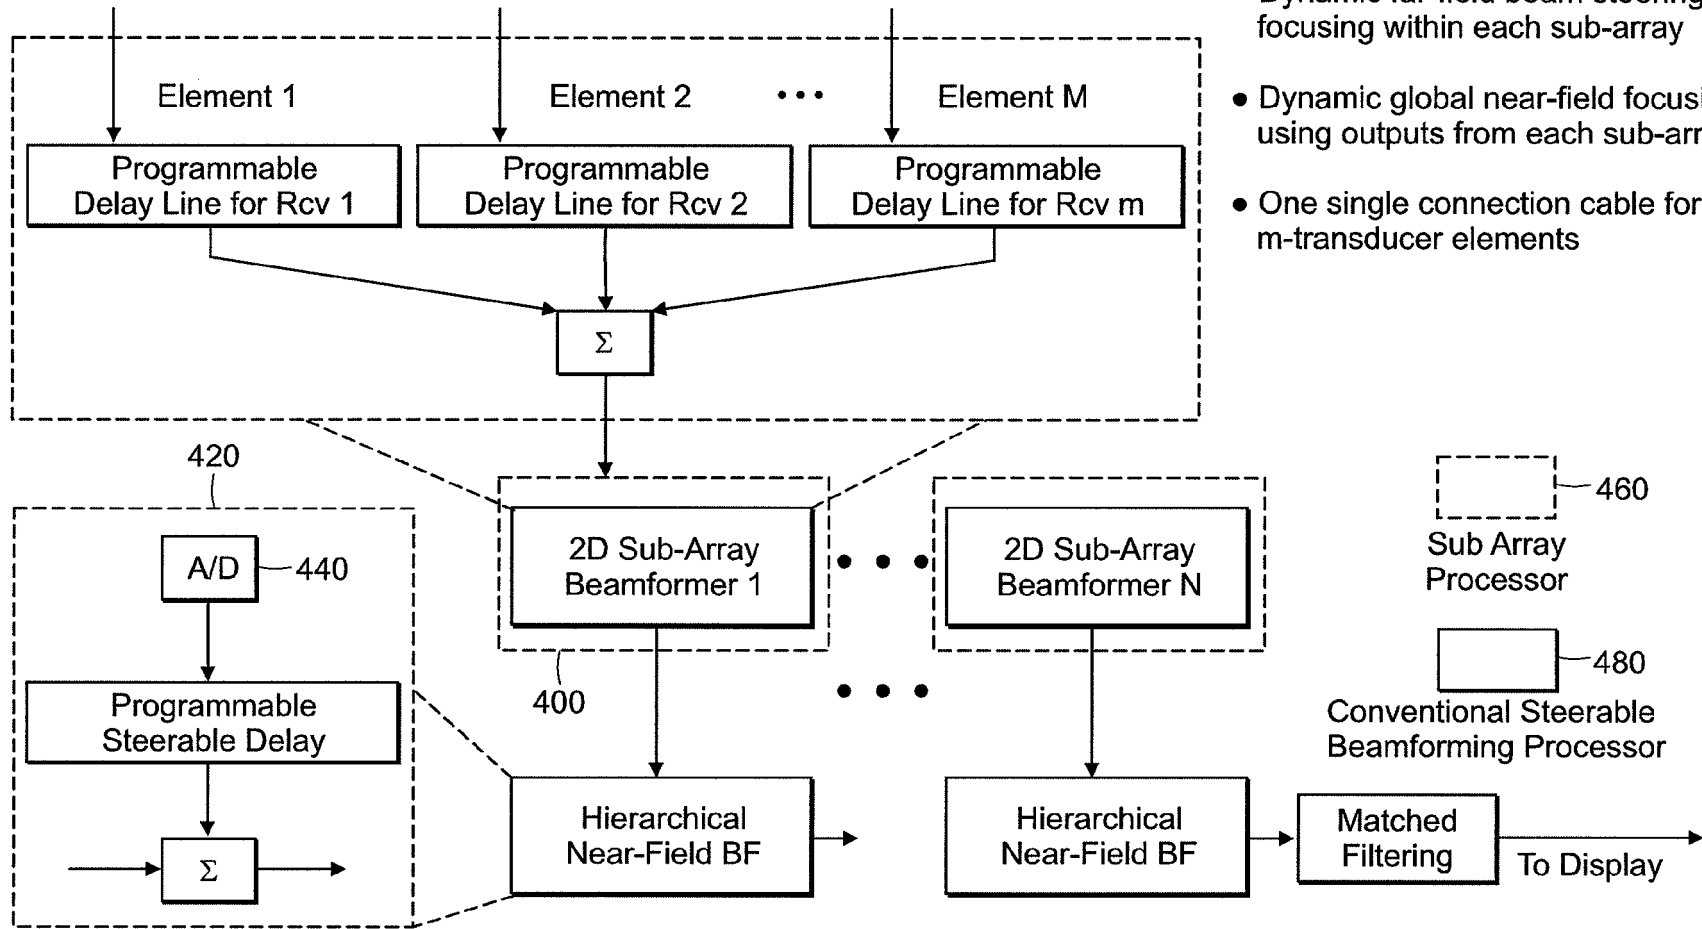 focusing within each sub-array
Element 1
Element 2
• • •
Element M
• Dynamic global near-field
using outputs from each
Programmable
Delay Line for Rcv 1
Programmable
Delay Line for Rcv 2
Programmable
Delay Line for Rcv m
• One single connection cable for
m-transducer elements
Σ
420
A/D
440
2D Sub-Array
Beamformer 1
• • •
2D Sub-Array
Beamformer N
460
Sub Array
Processor
400
• • •
480
Conventional Steerable
Beamforming Processor
Programmable
Steerable Delay
Σ
Hierarchical
Near-Field BF
Hierarchical
Near-Field BF
Matched
Filtering
To Display